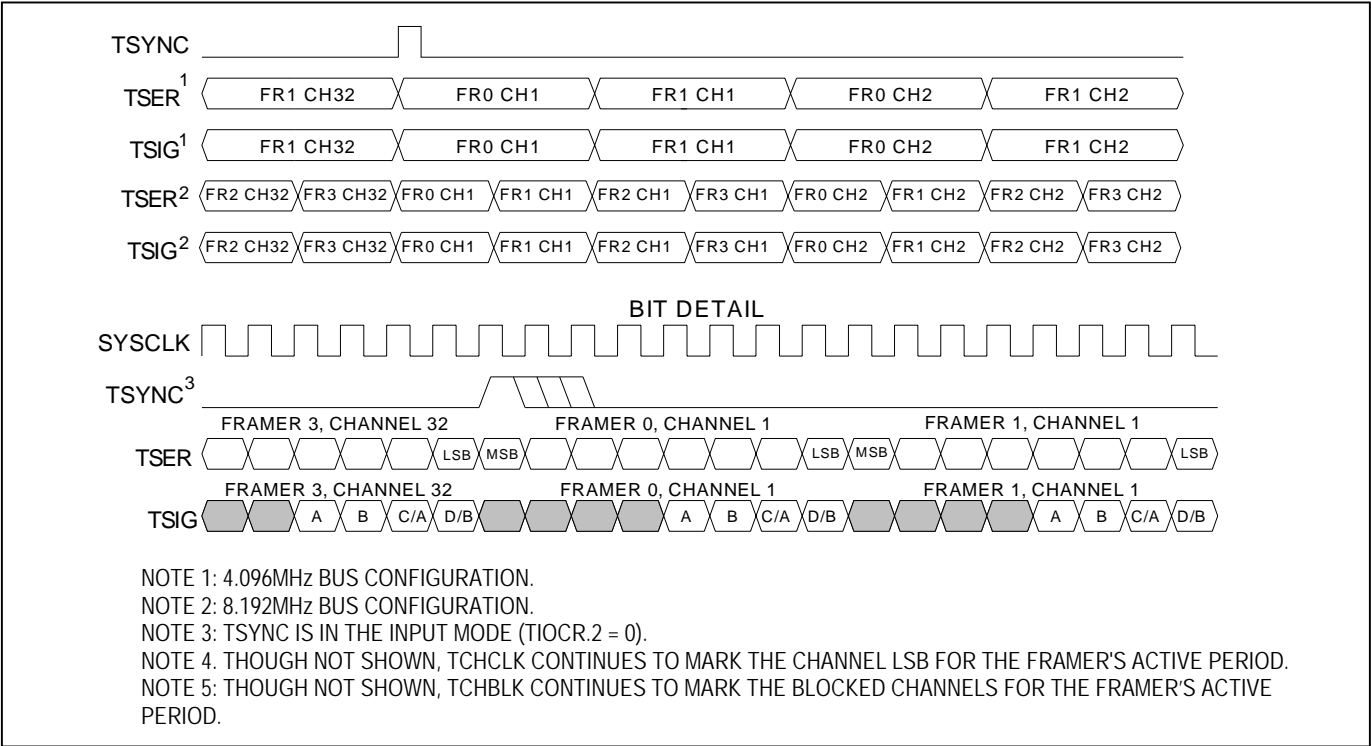 TSYNC
TSER1 FR1 CH32 FR0 CH1 FR1 CH1 FR0 CH2 FR1 CH2
TSIG1 FR1 CH32 FR0 CH1 FR1 CH1 FR0 CH2 FR1 CH2
TSER2 FR2 CH32 FR3 CH32 FR0 CH1 FR1 CH1 FR2 CH1 FR3 CH1 FR0 CH2 FR1 CH2 FR2 CH2 FR3 CH2
TSIG2 FR2 CH32 FR3 CH32 FR0 CH1 FR1 CH1 FR2 CH1 FR3 CH1 FR0 CH2 FR1 CH2 FR2 CH2 FR3 CH2
BIT DETAIL
SYSCLK
TSYNC3
FRAMER 3, CHANNEL 32 FRAMER 0, CHANNEL 1 FRAMER 1, CHANNEL 1
TSER LSB MSB LSB MSB LSB
FRAMER 3, CHANNEL 32 FRAMER 0, CHANNEL 1 FRAMER 1, CHANNEL 1
TSIG A B C/A D/B A B C/A D/B A B C/A D/B
NOTE 1: 4.096MHz BUS CONFIGURATION.
NOTE 2: 8.192MHz BUS CONFIGURATION.
NOTE 3: TSYNC IS IN THE INPUT MODE (TIOCR.2 = 0).
NOTE 4. THOUGH NOT SHOWN, TCHCLK CONTINUES TO MARK THE CHANNEL LSB FOR THE FRAMER'S ACTIVE PERIOD.
NOTE 5: THOUGH NOT SHOWN, TCHBLK CONTINUES TO MARK THE BLOCKED CHANNELS FOR THE FRAMER'S ACTIVE
PERIOD.